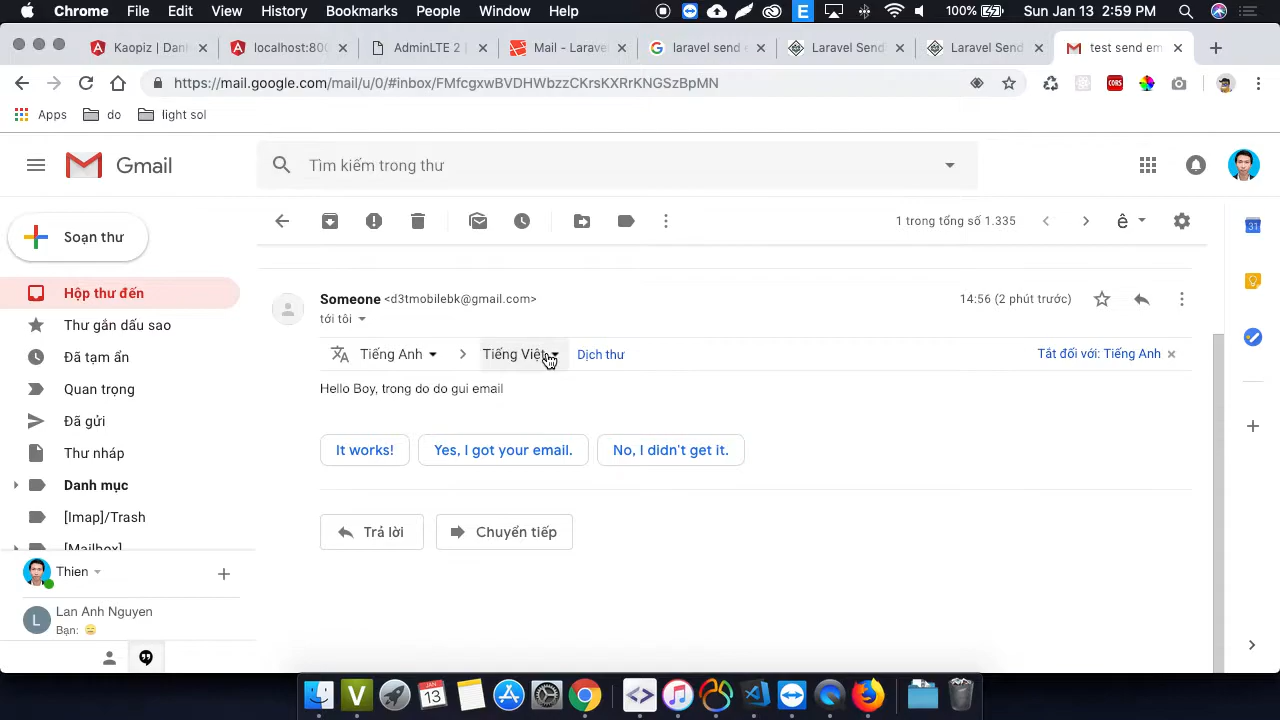 Chrome File Edit View History Bookmarks People Window Help 100% Sun Jan 13 2:59 PM
Kaopiz | Dan localhost:800 AdminLTE 2 | Mail - Larave laravel send e Laravel Send Laravel Send test send em
https://mail.google.com/mail/u/0/#inbox/FMfcgxwBVDHWbzzCKrsKXRrKNGSzBpMN
CORS
Apps do light sol
Gmail
Tìm kiếm trong thư
Soạn thư
1 trong tổng số 1.335
ê
31
Hộp thư đến
Thư gắn dấu sao
Đã tạm ẩn
Quan trọng
Đã gửi
Thư nháp
Danh mục
[Imap]/Trash
[Mailbox]
Someone <d3tmobilebk@gmail.com>
14:56 (2 phút trước)
tới tôi
Tiếng Anh > Tiếng Việt Dịch thư
Tắt đối với: Tiếng Anh
Hello Boy, trong do do gui email
It works! Yes, I got your email. No, I didn't get it.
Trả lời Chuyển tiếp
Thien
L
Lan Anh Nguyen
Bạn: 😑
V
JAN
13